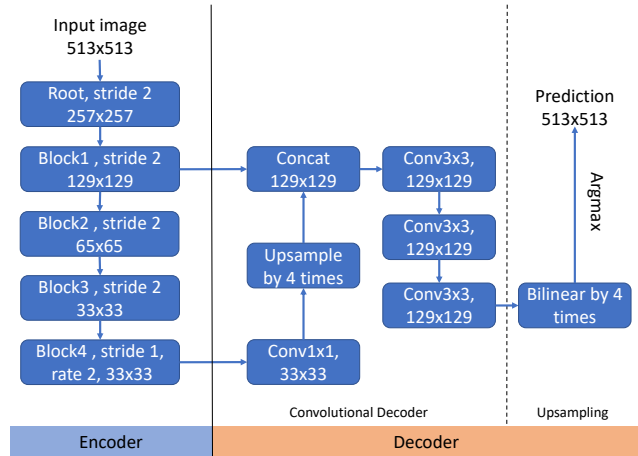 Input image
513x513
Root, stride 2
257x257
Block1 , stride 2
129x129
Block2 , stride 2
65x65
Block3 , stride 2
33x33
Block4 , stride 1,
rate 2, 33x33
Concat
129x129
Upsample
by 4 times
Conv1x1,
33x33
Conv3x3,
129x129
Conv3x3,
129x129
Conv3x3,
129x129
Prediction
513x513
Argmax
Bilinear by 4
times
Convolutional Decoder
Upsampling
Encoder
Decoder